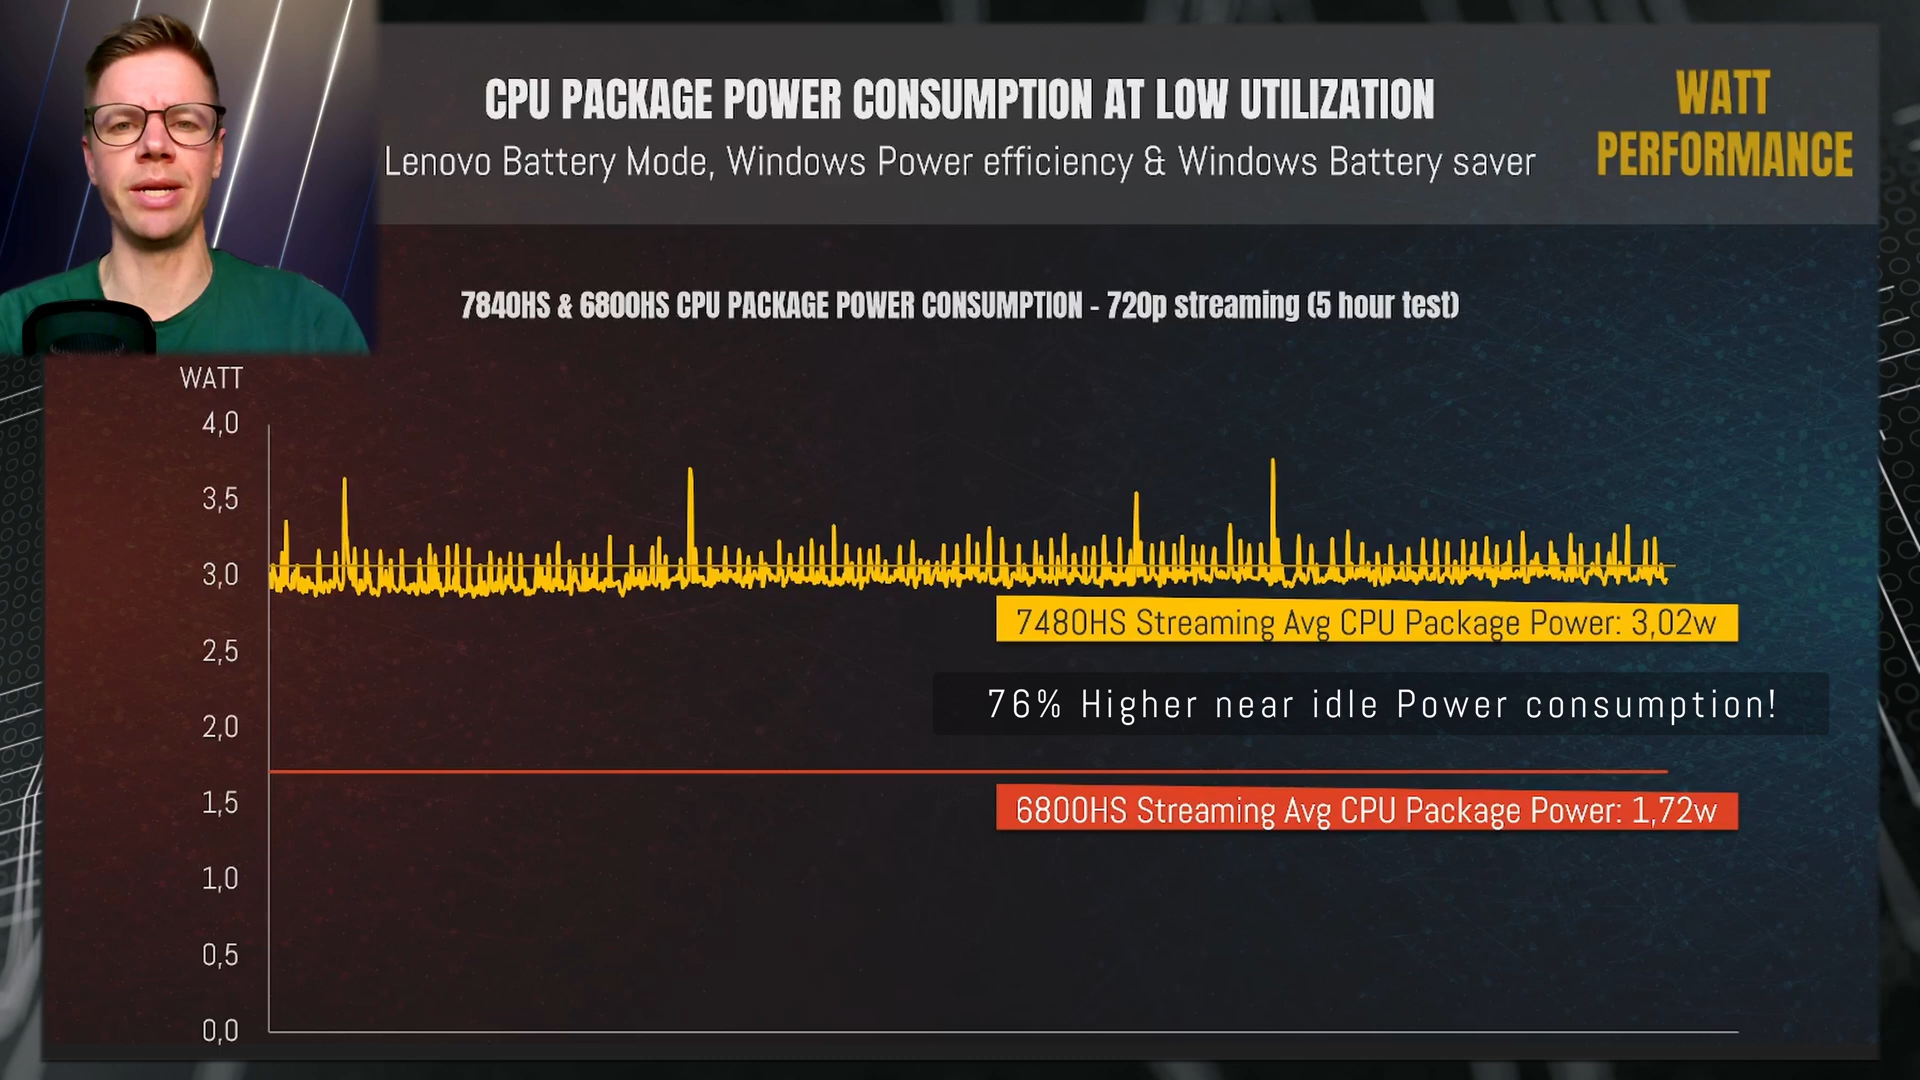 CPU PACKAGE POWER CONSUMPTION AT LOW UTILIZATION
Lenovo Battery Mode, Windows Power efficiency & Windows Battery saver
WATT
PERFORMANCE
7840HS & 6800HS CPU PACKAGE POWER CONSUMPTION - 720p streaming (5 hour test)
WATT
4,0
3,5
3,0
2,5
2,0
1,5
1,0
0,5
0,0
7480HS Streaming Avg CPU Package Power: 3,02w
76% Higher near idle Power consumption!
6800HS Streaming Avg CPU Package Power: 1,72w